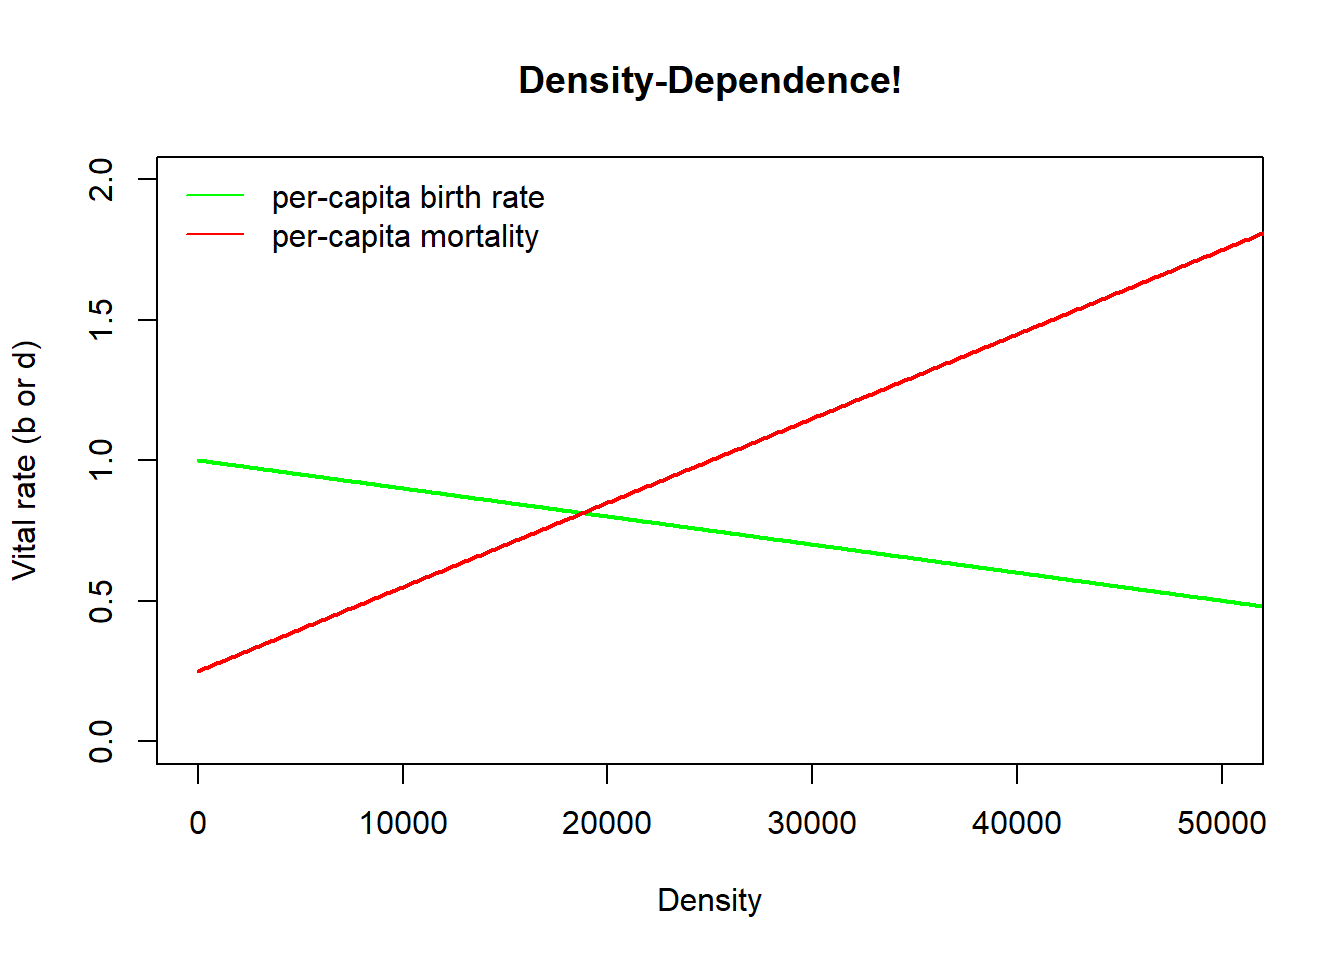 Density-Dependence!
per-capita birth rate
per-capita mortality
Vital rate (b or d)
2.0
1.5
1.0
0.5
0.0
0 10000 20000 30000 40000 50000
Density